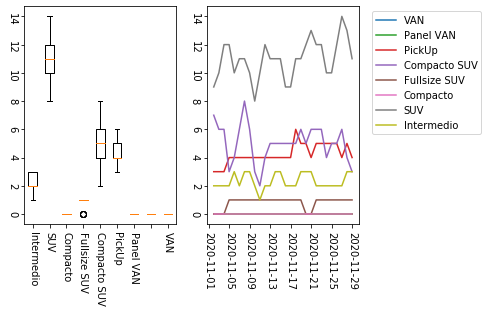 14
12
10
8
6
4
2
0
Intermedio
SUV
Compacto
Fullsize SUV
Compacto SUV
PickUp
Panel VAN
VAN
14
12
10
8
6
4
2
0
2020-11-01
2020-11-05
2020-11-09
2020-11-13
2020-11-17
2020-11-21
2020-11-25
2020-11-29
VAN
Panel VAN
PickUp
Compacto SUV
Fullsize SUV
Compacto
SUV
Intermedio